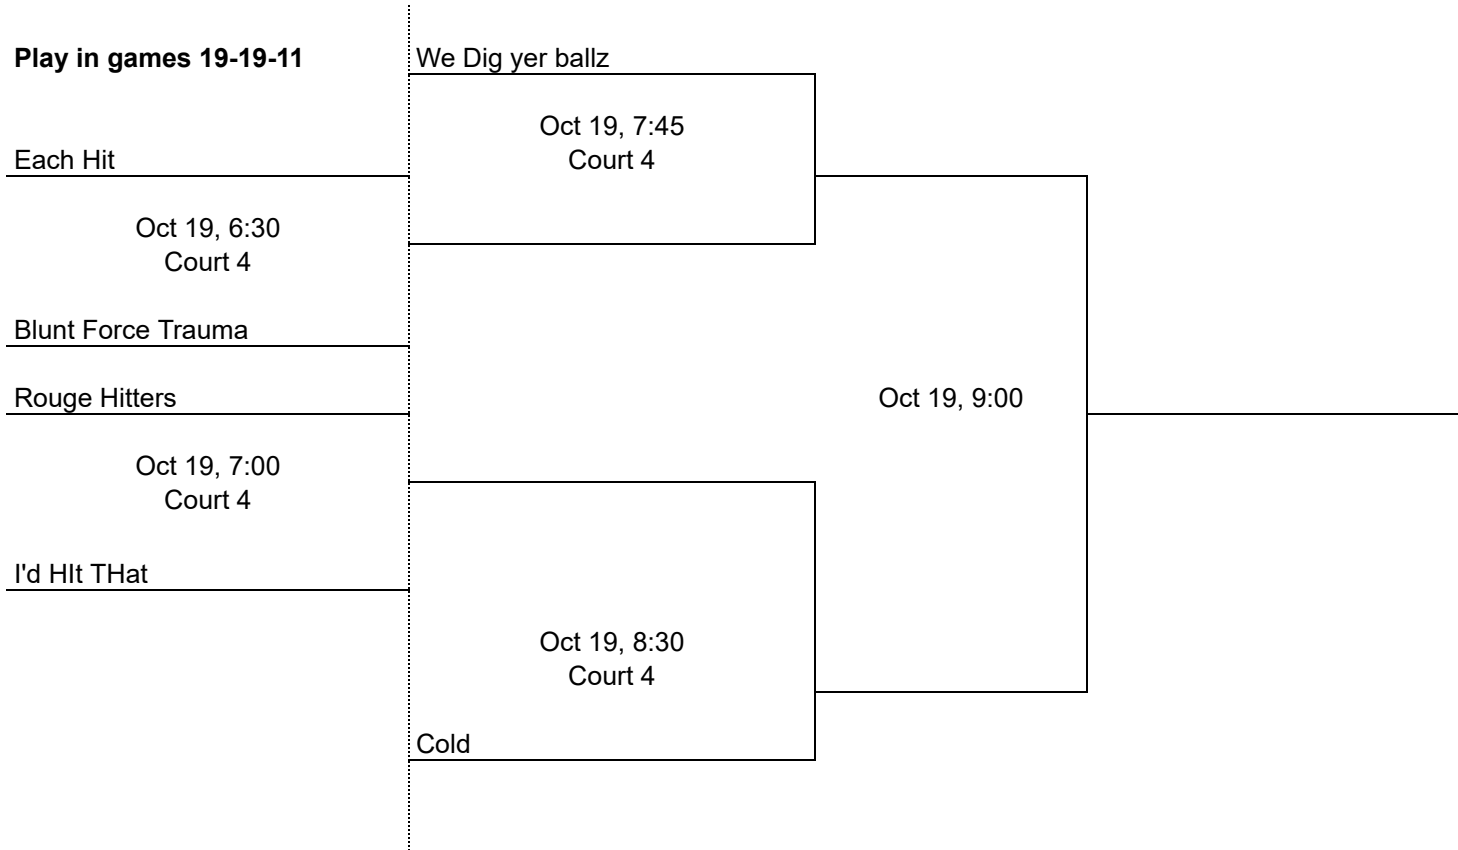 Play in games 19-19-11
We Dig yer ballz
Oct 19, 7:45
Court 4
Each Hit
Oct 19, 6:30
Court 4
Blunt Force Trauma
Rouge Hitters
Oct 19, 9:00
Oct 19, 7:00
Court 4
I'd HIt THat
Oct 19, 8:30
Court 4
Cold